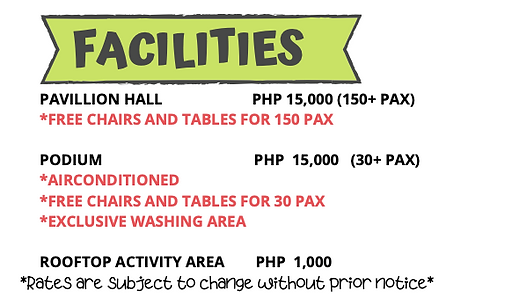 FACILITIES
PAVILLION HALL PHP 15,000 (150+ PAX)
*FREE CHAIRS AND TABLES FOR 150 PAX
PODIUM PHP 15,000 (30+ PAX)
*AIRCONDITIONED
*FREE CHAIRS AND TABLES FOR 30 PAX
*EXCLUSIVE WASHING AREA
ROOFTOP ACTIVITY AREA PHP 1,000
*Rates are subject to change without prior notice*